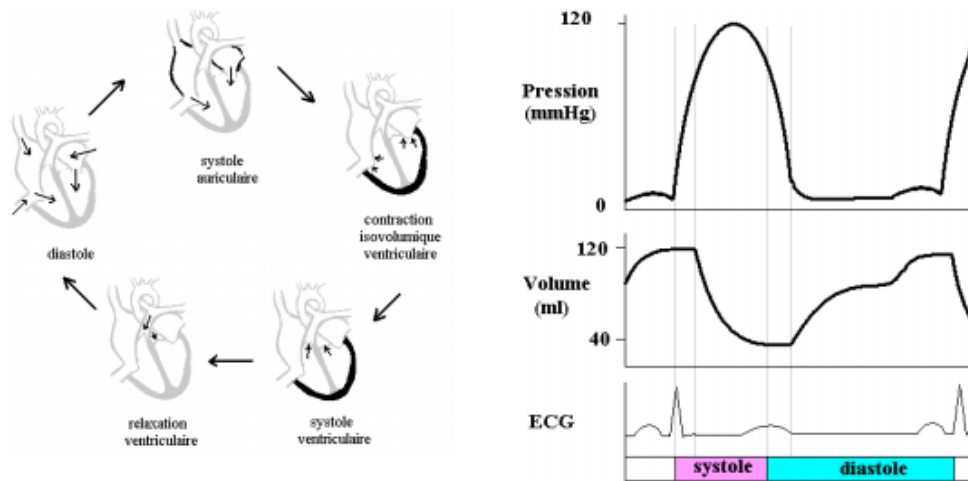 systole
auriculaire
contraction
isovolumique
ventriculaire
systole
ventriculaire
relaxation
ventriculaire
diastole
120
Pression
(mmHg)
0
120
Volume
(ml)
40
ECG
systole
diastole